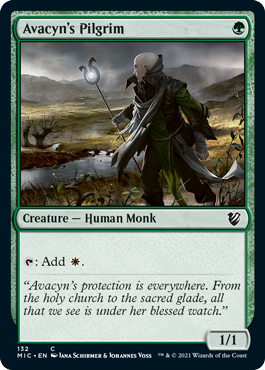 Avacyn's Pilgrim
Creature — Human Monk
: Add .
“Avacyn's protection is everywhere. From
the holy church to the sacred glade, all
that we see is under her blessed watch.”
1/1
132 C
MIC • EN Jana Schirmer & Johannes Voss ™ & © 2021 Wizards of the Coast